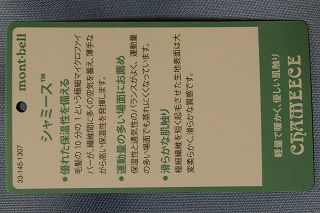 mont-bell
シャミース™
●優れた保温性を備える
毛髪の10分の1という極細マイクロファイ
バーが、繊維間に多くの空気を蓄え、薄手な
がら高い保温性を発揮します。
●運動量の多い場面にお薦め
保温性と通気性のバランスがよく、運動量
の多い場面でも蒸れにくくなっています。
●滑らかな肌触り
極細繊維を短く起毛させた生地表面は大
変柔らかく、滑らかな質感です。
軽量で暖かく、優しい肌触り
CHAMEECE
33-145-1307